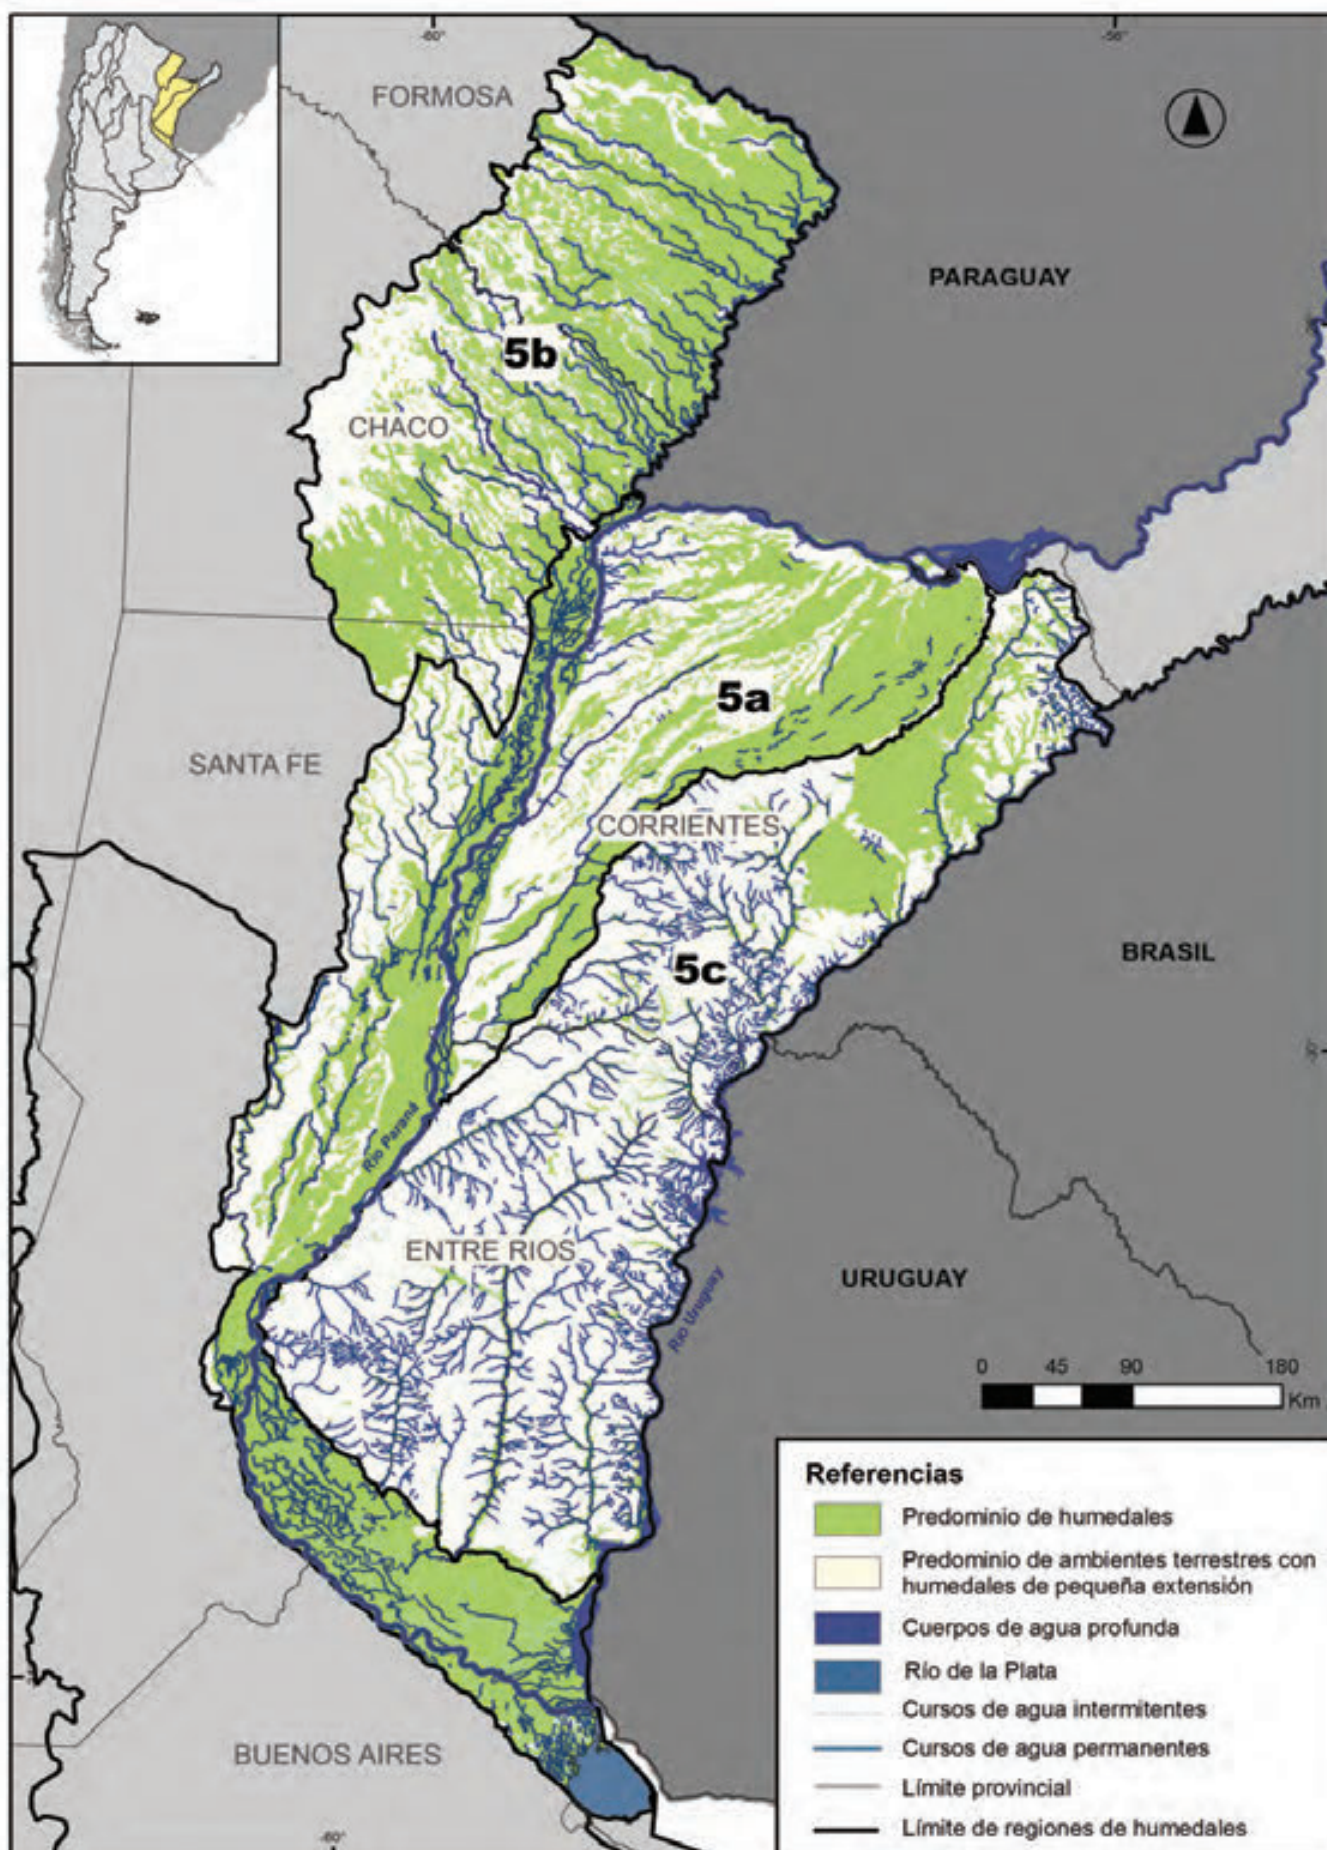 -60°
-56°
FORMOSA
PARAGUAY
5b
CHACO
5a
SANTA FE
CORRIENTES
BRASIL
5c
Río Paraná
ENTRE RIOS
URUGUAY
Río Uruguay
0 45 90 180
Km
BUENOS AIRES
-60°
Referencias
Predominio de humedales
Predominio de ambientes terrestres con
humedales de pequeña extensión
Cuerpos de agua profunda
Río de la Plata
Cursos de agua intermitentes
Cursos de agua permanentes
Límite provincial
Límite de regiones de humedales